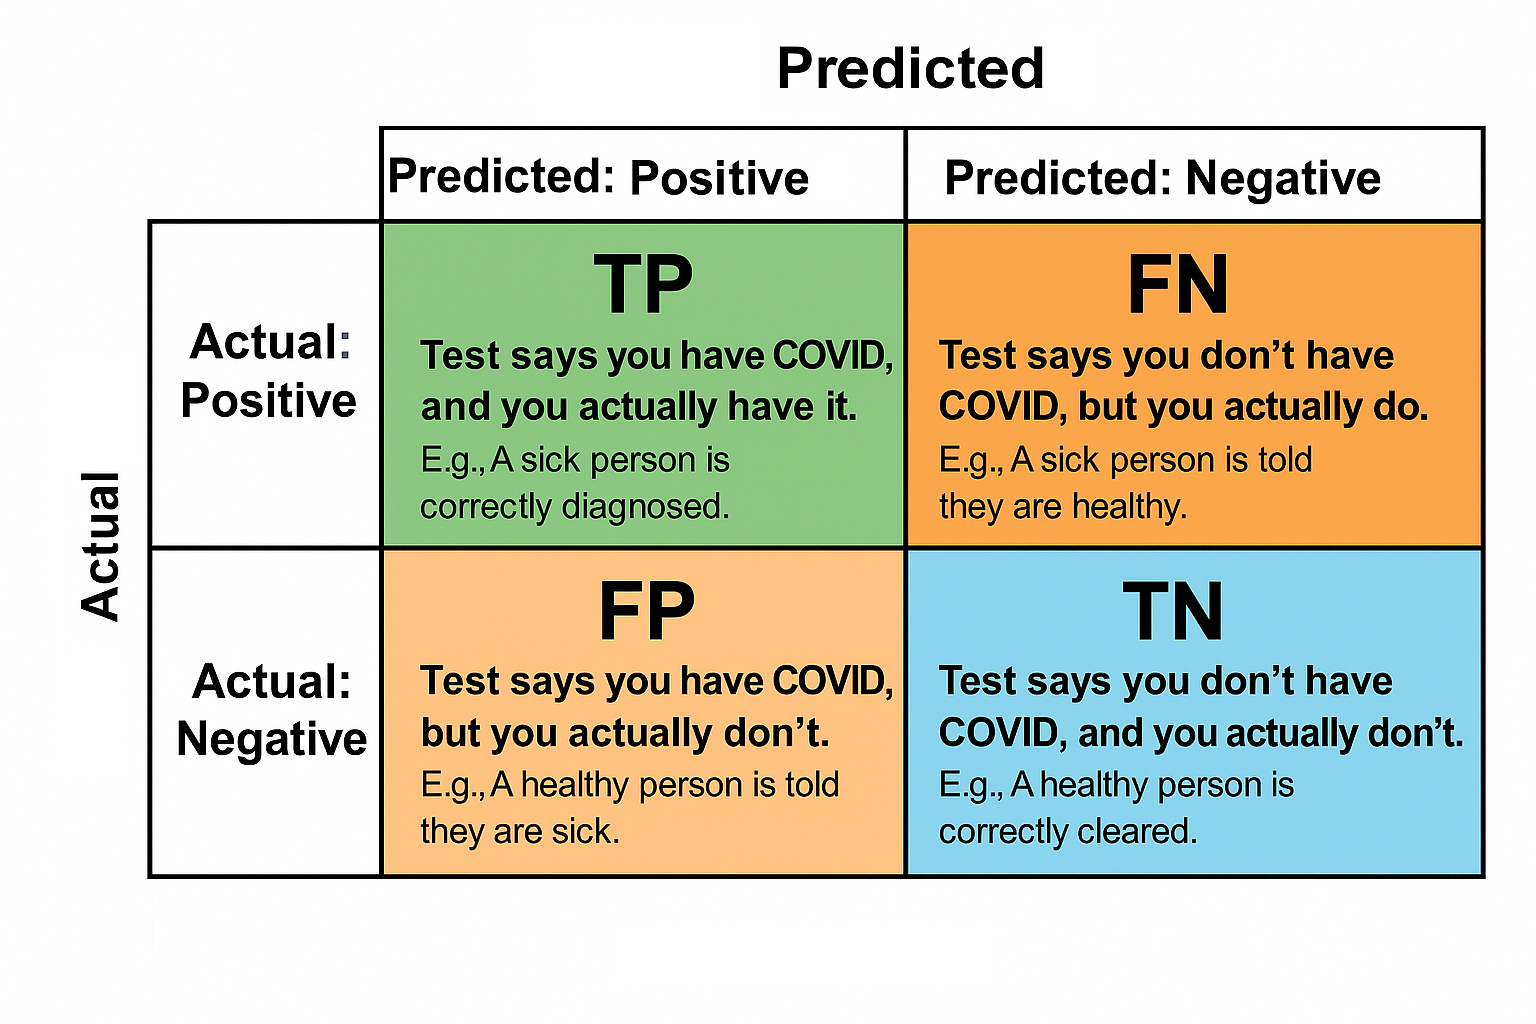 Predicted
Predicted: Positive
Predicted: Negative
Actual
Actual:
Positive
TP
Test says you have COVID,
and you actually have it.
E.g., A sick person is
correctly diagnosed.
FN
Test says you don’t have
COVID, but you actually do.
E.g., A sick person is told
they are healthy.
Actual:
Negative
FP
Test says you have COVID,
but you actually don’t.
E.g., A healthy person is told
they are sick.
TN
Test says you don’t have
COVID, and you actually don’t.
E.g., A healthy person is
correctly cleared.